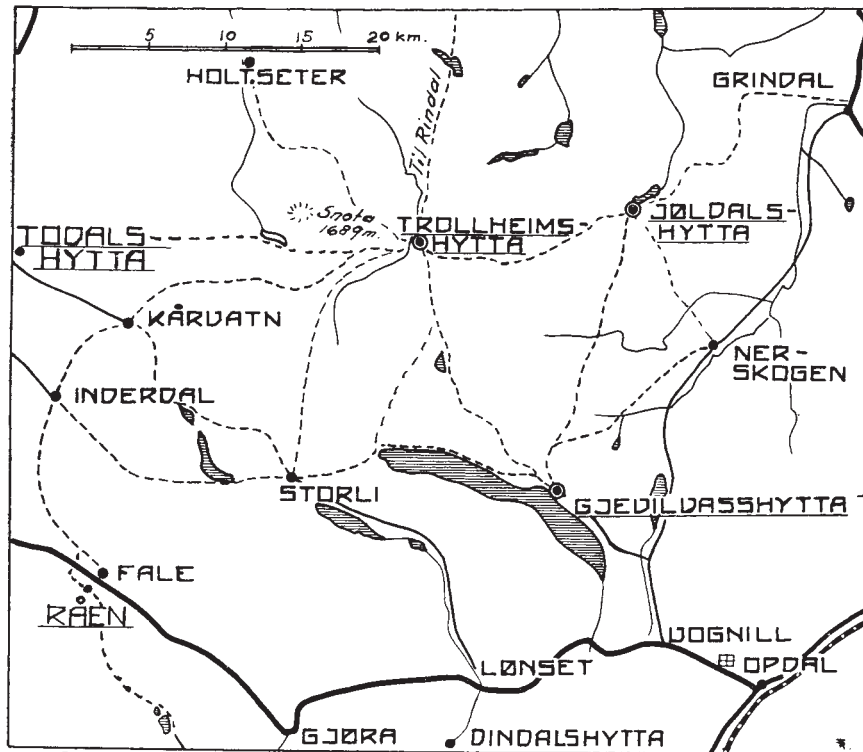 5 10 15 20 km.
HOLTSETER
GRINDAL
Til Rindal
Snota
1689m
TROLLHEIMS-
HYTTA
JØLDALS-
HYTTA
TODALS
HYTTA
KÅRVATN
NER-
SKOGEN
INDERDAL
STORLI
GJEVILVASSHYTTA
FALE
RÅEN
VOGNILL
OPDAL
LØNSET
GJØRA
DINDALSHYTTA